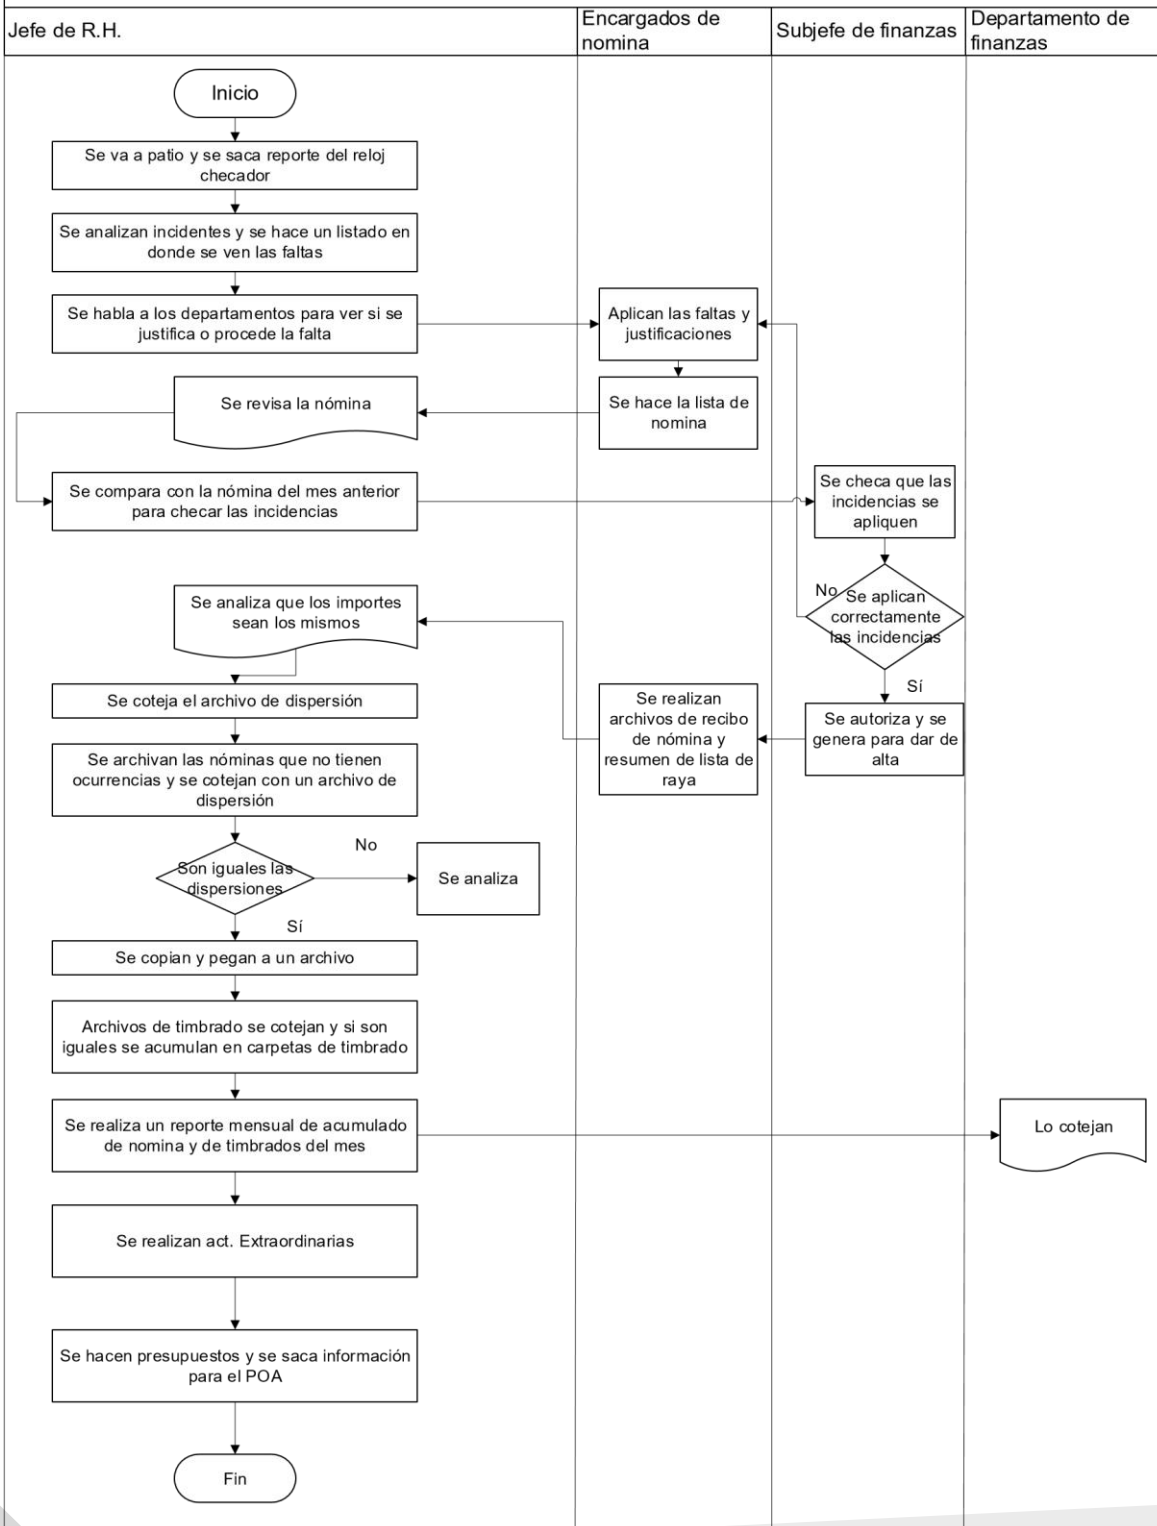 Jefe de R.H.
Encargados de
nomina
Subjefe de finanzas
Departamento de
finanzas
Inicio
Se va a patio y se saca reporte del reloj
checador
Se analizan incidentes y se hace un listado en
donde se ven las faltas
Se habla a los departamentos para ver si se
justifica o procede la falta
Aplican las faltas y
justificaciones
Se hace la lista de
nomina
Se revisa la nómina
Se compara con la nómina del mes anterior
para checar las incidencias
Se checa que las
incidencias se
apliquen
No
Se aplican
correctamente
las incidencias
Sí
Se autoriza y se
genera para dar de
alta
Se realizan
archivos de recibo
de nómina y
resumen de lista de
raya
Se analiza que los importes
sean los mismos
Se coteja el archivo de dispersión
Se archivan las nóminas que no tienen
ocurrencias y se cotejan con un archivo de
dispersión
Son iguales las
dispersiones
No
Se analiza
Sí
Se copian y pegan a un archivo
Archivos de timbrado se cotejan y si son
iguales se acumulan en carpetas de timbrado
Se realiza un reporte mensual de acumulado
de nomina y de timbrados del mes
Lo cotejan
Se realizan act. Extraordinarias
Se hacen presupuestos y se saca información
para el POA
Fin